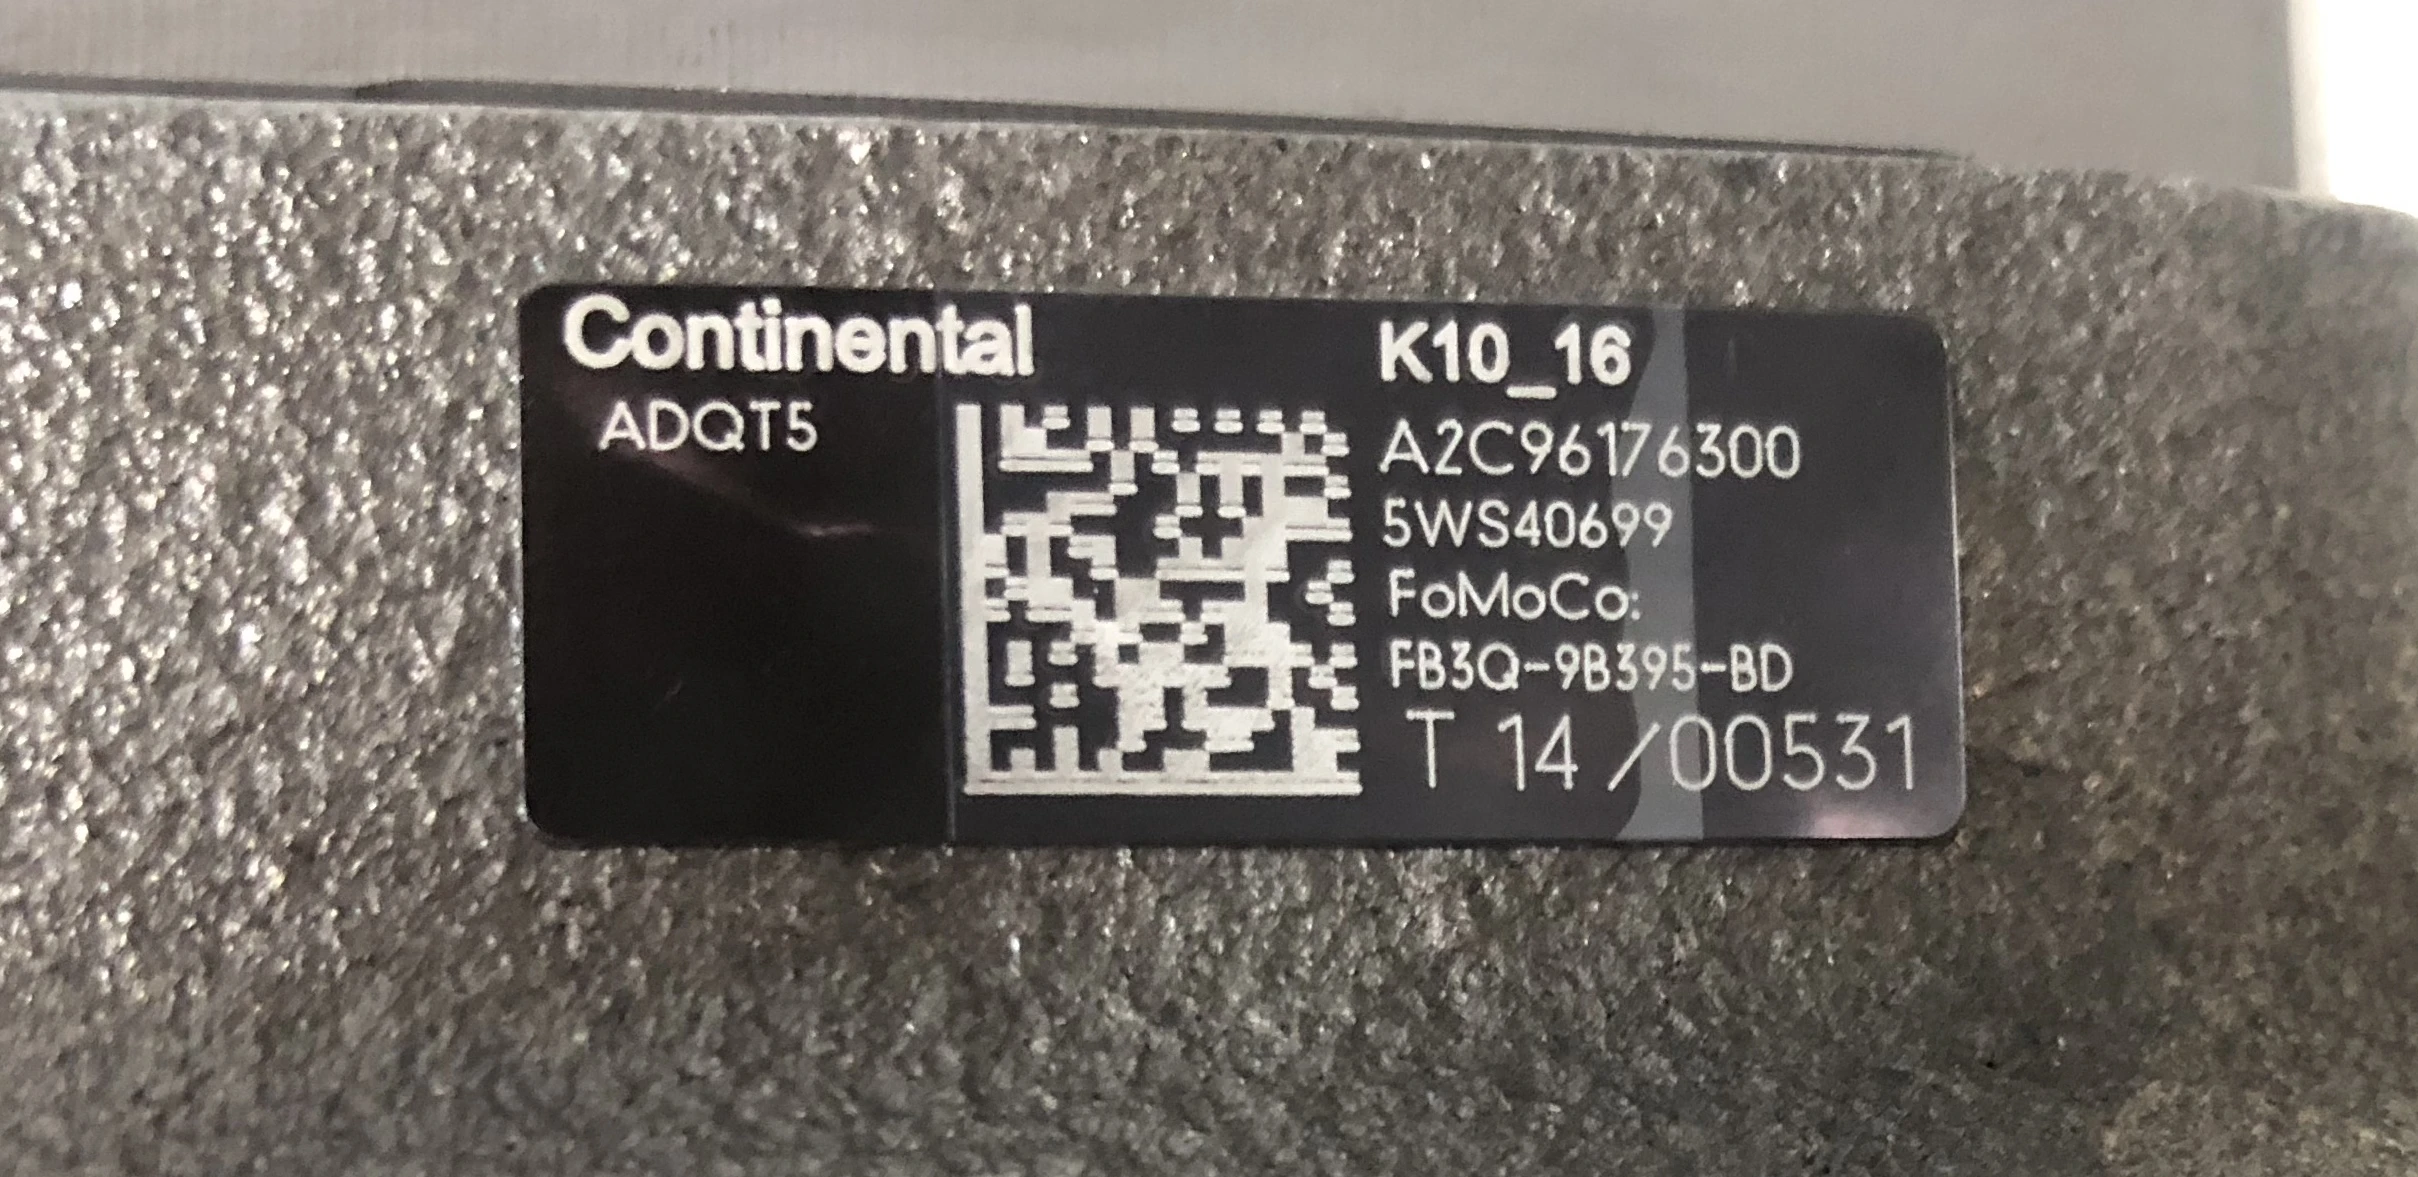 Continental
ADQT5
K10_16
A2C96176300
5WS40699
FoMoCo:
FB3Q-9B395-BD
T 14 /00531